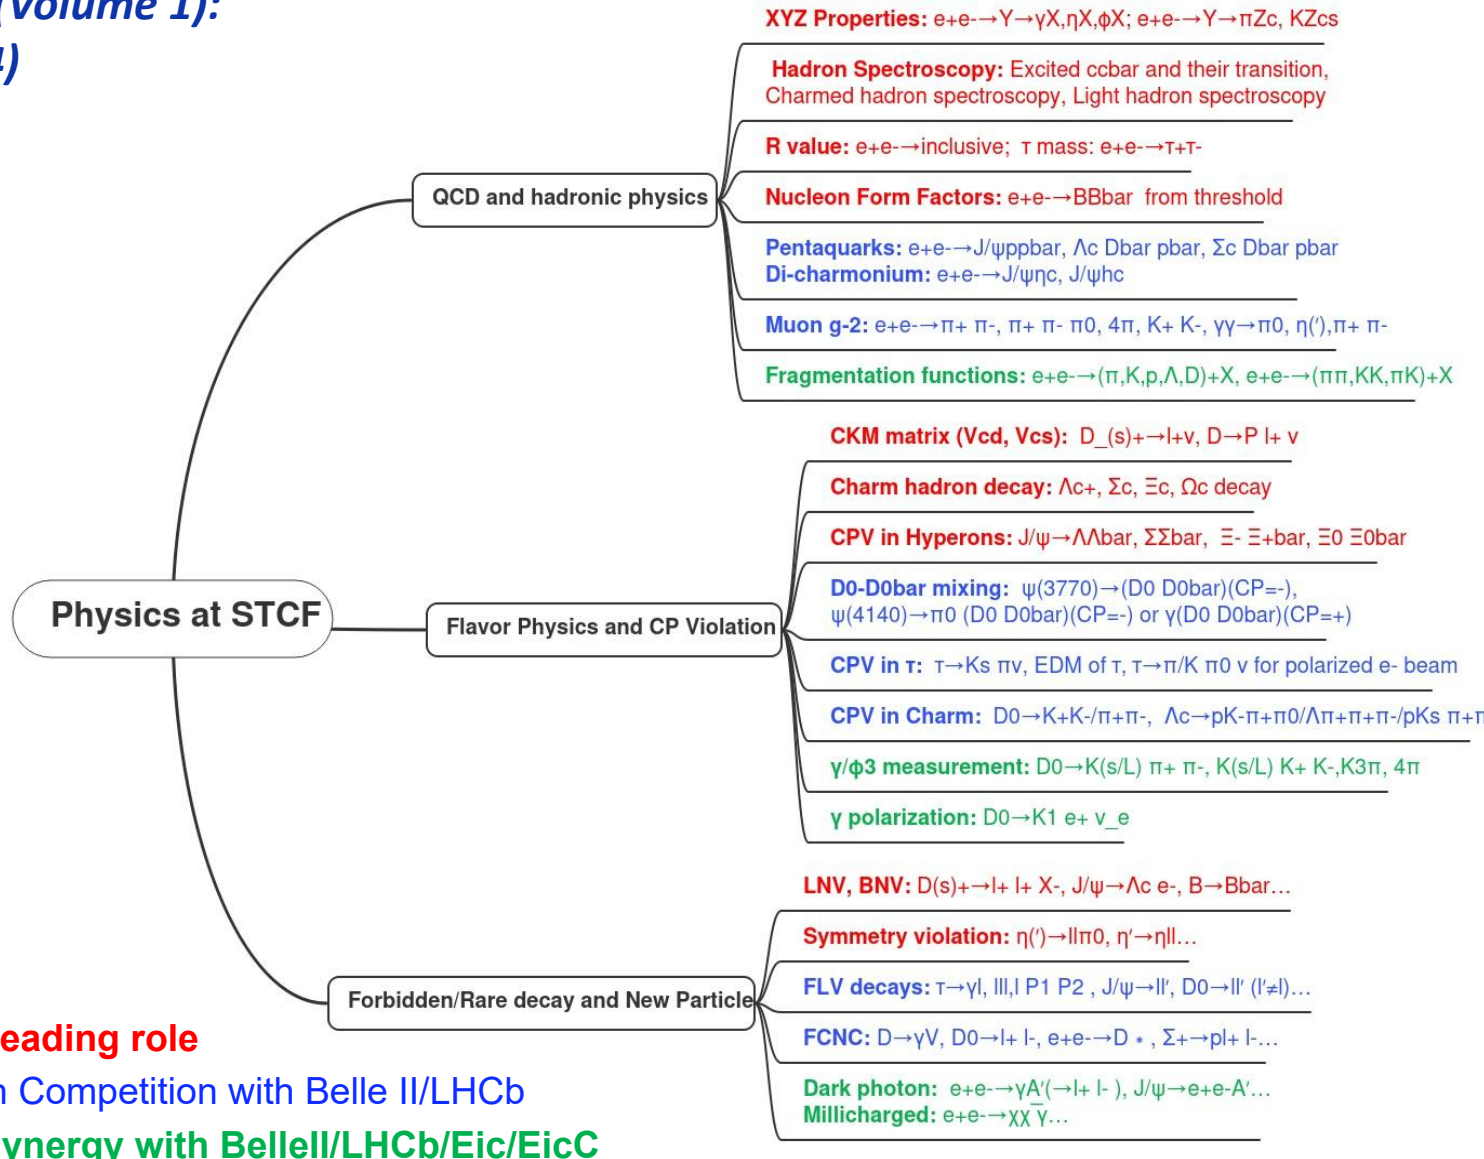 (Volume 1):
4)
XYZ Properties: e+e-→Y→γX,ηX,ϕX; e+e-→Y→πZc, KZcs
Hadron Spectroscopy: Excited ccbar and their transition,
Charmed hadron spectroscopy, Light hadron spectroscopy
R value: e+e-→inclusive; τ mass: e+e-→τ+τ-
QCD and hadronic physics
Nucleon Form Factors: e+e-→BBbar from threshold
Pentaquarks: e+e-→J/ψppbar, Λc Dbar pbar, Σc Dbar pbar
Di-charmonium: e+e-→J/ψηc, J/ψhc
Muon g-2: e+e-→π+ π-, π+ π- π0, 4π, K+ K-, γγ→π0, η(′),π+ π-
Fragmentation functions: e+e-→(π,K,p,Λ,D)+X, e+e-→(ππ,KK,πK)+X
CKM matrix (Vcd, Vcs): D_(s)+→l+ν, D→P l+ ν
Charm hadron decay: Λc+, Σc, Ξc, Ωc decay
CPV in Hyperons: J/ψ→ΛΛbar, ΣΣbar, Ξ- Ξ+bar, Ξ0 Ξ0bar
D0-D0bar mixing: ψ(3770)→(D0 D0bar)(CP=-),
ψ(4140)→π0 (D0 D0bar)(CP=-) or γ(D0 D0bar)(CP=+)
Physics at STCF
Flavor Physics and CP Violation
CPV in τ: τ→Ks πν, EDM of τ, τ→π/K π0 ν for polarized e- beam
CPV in Charm: D0→K+K-/π+π-, Λc→pK-π+π0/Λπ+π+π-/pKs π+π
γ/ϕ3 measurement: D0→K(s/L) π+ π-, K(s/L) K+ K-,K3π, 4π
γ polarization: D0→K1 e+ ν_e
LNV, BNV: D(s)+→l+ l+ X-, J/ψ→Λc e-, B→Bbar…
Symmetry violation: η(′)→llπ0, η′→ηll…
FLV decays: τ→γl, lll,l P1 P2 , J/ψ→ll′, D0→ll′ (l′≠l)…
Forbidden/Rare decay and New Particle
FCNC: D→γV, D0→l+ l-, e+e-→D * , Σ+→pl+ l-…
Dark photon: e+e-→γA′(→l+ l- ), J/ψ→e+e-A′…
Millicharged: e+e-→χχ̅γ…
eading role
n Competition with Belle II/LHCb
ynergy with BelleII/LHCb/Eic/EicC